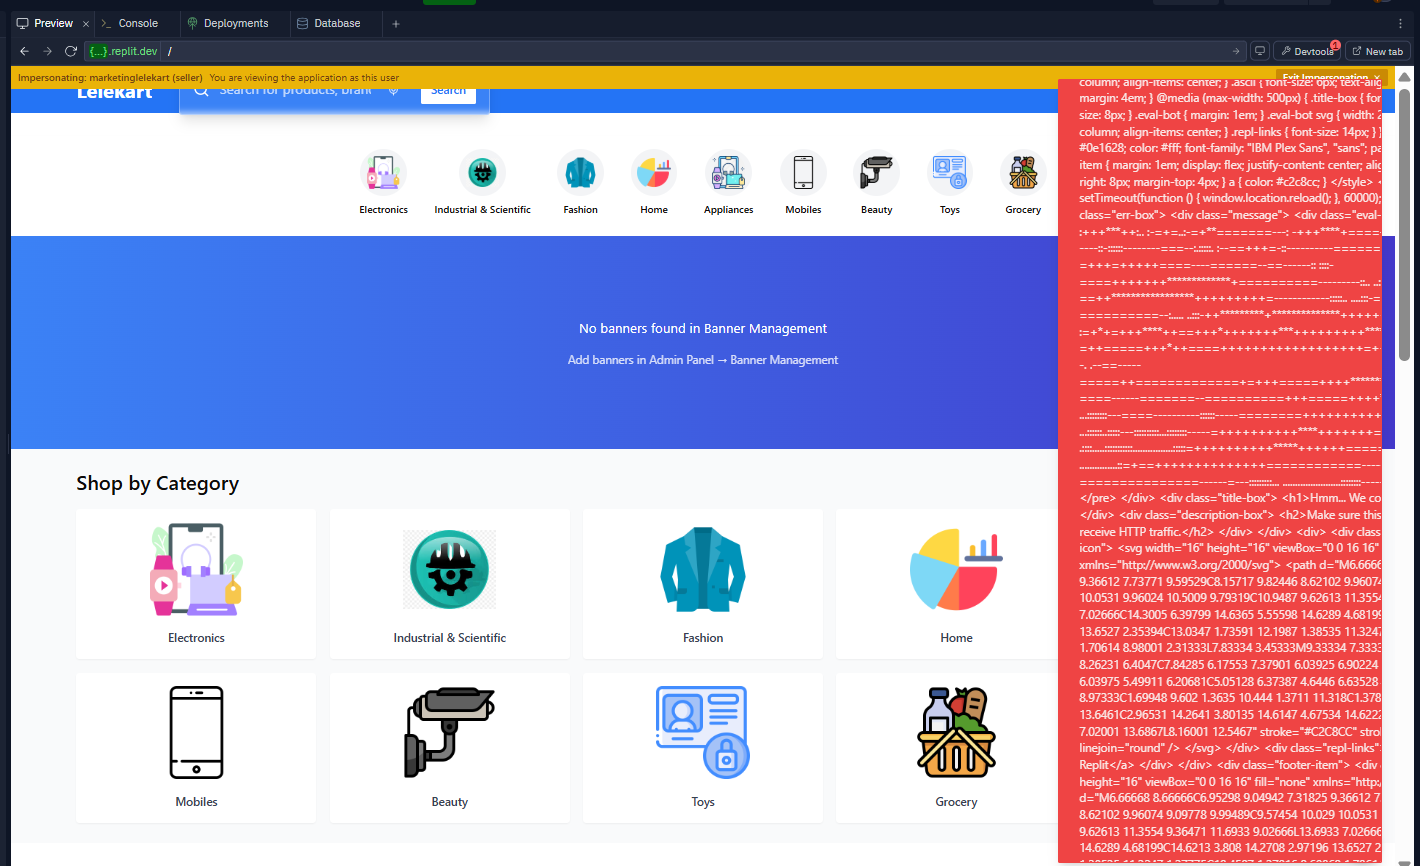 Preview
Console
Deployments
Database
{...}.replit.dev /
Devtools
1
New tab
Impersonating: marketinglelekart (seller) You are viewing the application as this user
Exit Impersonation
Lelekart
Search for products, bran
Search
Electronics
Industrial & Scientific
Fashion
Home
Appliances
Mobiles
Beauty
Toys
Grocery
No banners found in Banner Management
Add banners in Admin Panel → Banner Management
Shop by Category
Electronics
Industrial & Scientific
Fashion
Home
Mobiles
Beauty
Toys
Grocery
column; align-items: center; } .ascii { font-size: 6px; text-alig
margin: 4em; } @media (max-width: 500px) { .title-box { for
size: 8px; } .eval-bot { margin: 1em; } .eval-bot svg { width: 2
column; align-items: center; } .repl-links { font-size: 14px; } }
#0e1628; color: #fff; font-family: "IBM Plex Sans", "sans"; pa
item { margin: 1em; display: flex; justify-content: center; alig
right: 8px; margin-top: 4px; } a { color: #c2c8cc; } </style> <
setTimeout(function () { window.location.reload(); }, 60000);
class="err-box"> <div class="message"> <div class="eval-
</pre> </div> <div class="title-box"> <h1>Hmm... We co
</div> <div class="description-box"> <h2>Make sure this
receive HTTP traffic.</h2> </div> </div> <div> <div clas
icon"> <svg width="16" height="16" viewBox="0 0 16 16"
xmlns="http://www.w3.org/2000/svg"> <path d="M6.6666
9.36612 7.73771 9.59529C8.15717 9.82446 8.62102 9.96074
10.0531 9.96024 10.5009 9.79319C10.9487 9.62613 11.3554
7.02666C14.3005 6.39799 14.6365 5.55598 14.6289 4.68199
13.6527 2.35394C13.0347 1.73591 12.1987 1.38535 11.3247
1.70614 8.98001 2.31333L7.83334 3.45333M9.33334 7.3333
8.26231 6.4047C7.84285 6.17553 7.37901 6.03925 6.90224
6.03975 5.49911 6.20681C5.05128 6.37387 4.6446 6.63528
8.97333C1.69948 9.602 1.3635 10.444 1.3711 11.318C1.378
13.6461C2.96531 14.2641 3.80135 14.6147 4.67534 14.6222
7.02001 13.6867L8.16001 12.5467" stroke="#C2C8CC" strol
linejoin="round" /> </svg> </div> <div class="repl-links"
Replit</a> </div> </div> <div class="footer-item"> <div
height="16" viewBox="0 0 16 16" fill="none" xmlns="http:
d="M6.66668 8.66666C6.95298 9.04942 7.31825 9.36612 7.
8.62102 9.96074 9.09778 9.99489C9.57454 10.029 10.0531
9.62613 11.3554 9.36471 11.6933 9.02666L13.6933 7.02666
14.6289 4.68199C14.6213 3.808 14.2708 2.97196 13.6527 2